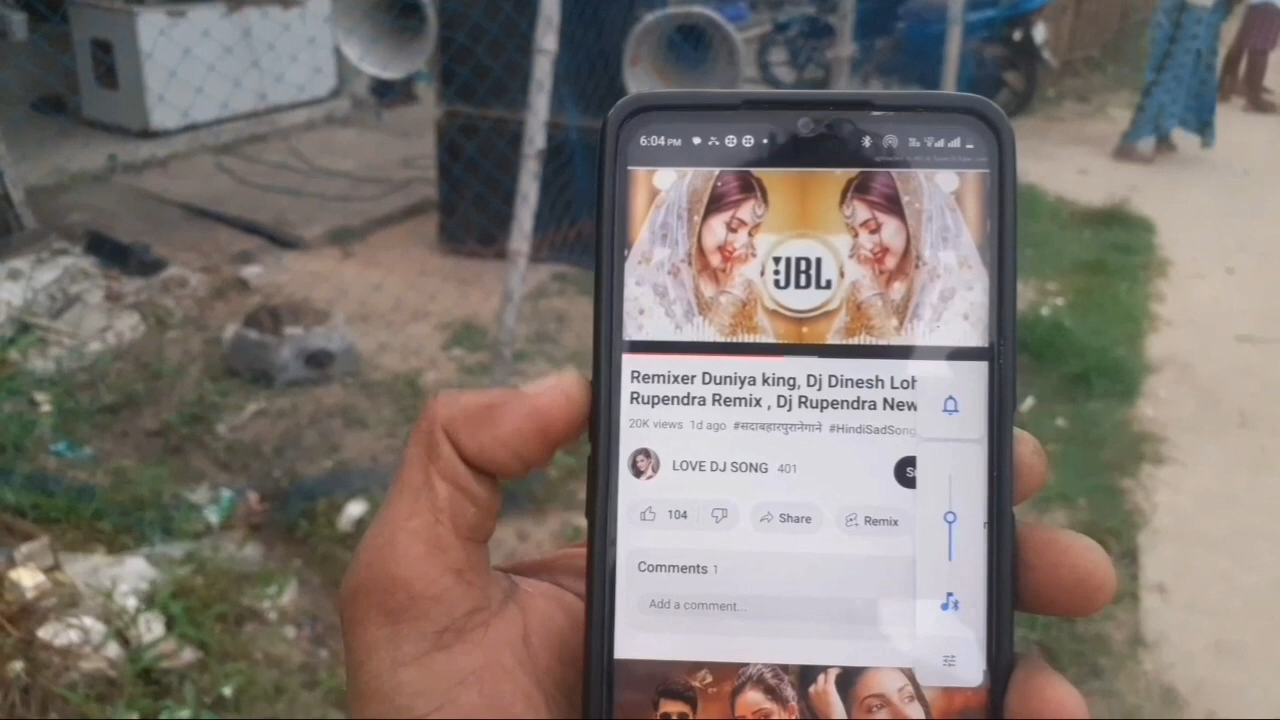 6:04 PM
JBL
Remixer Duniya king, Dj Dinesh Loh
Rupendra Remix , Dj Rupendra New
20K views 1d ago #सदाबहारपुरानेगाने #HindiSadSong
LOVE DJ SONG 401
104 Share Remix
Comments 1
Add a comment...